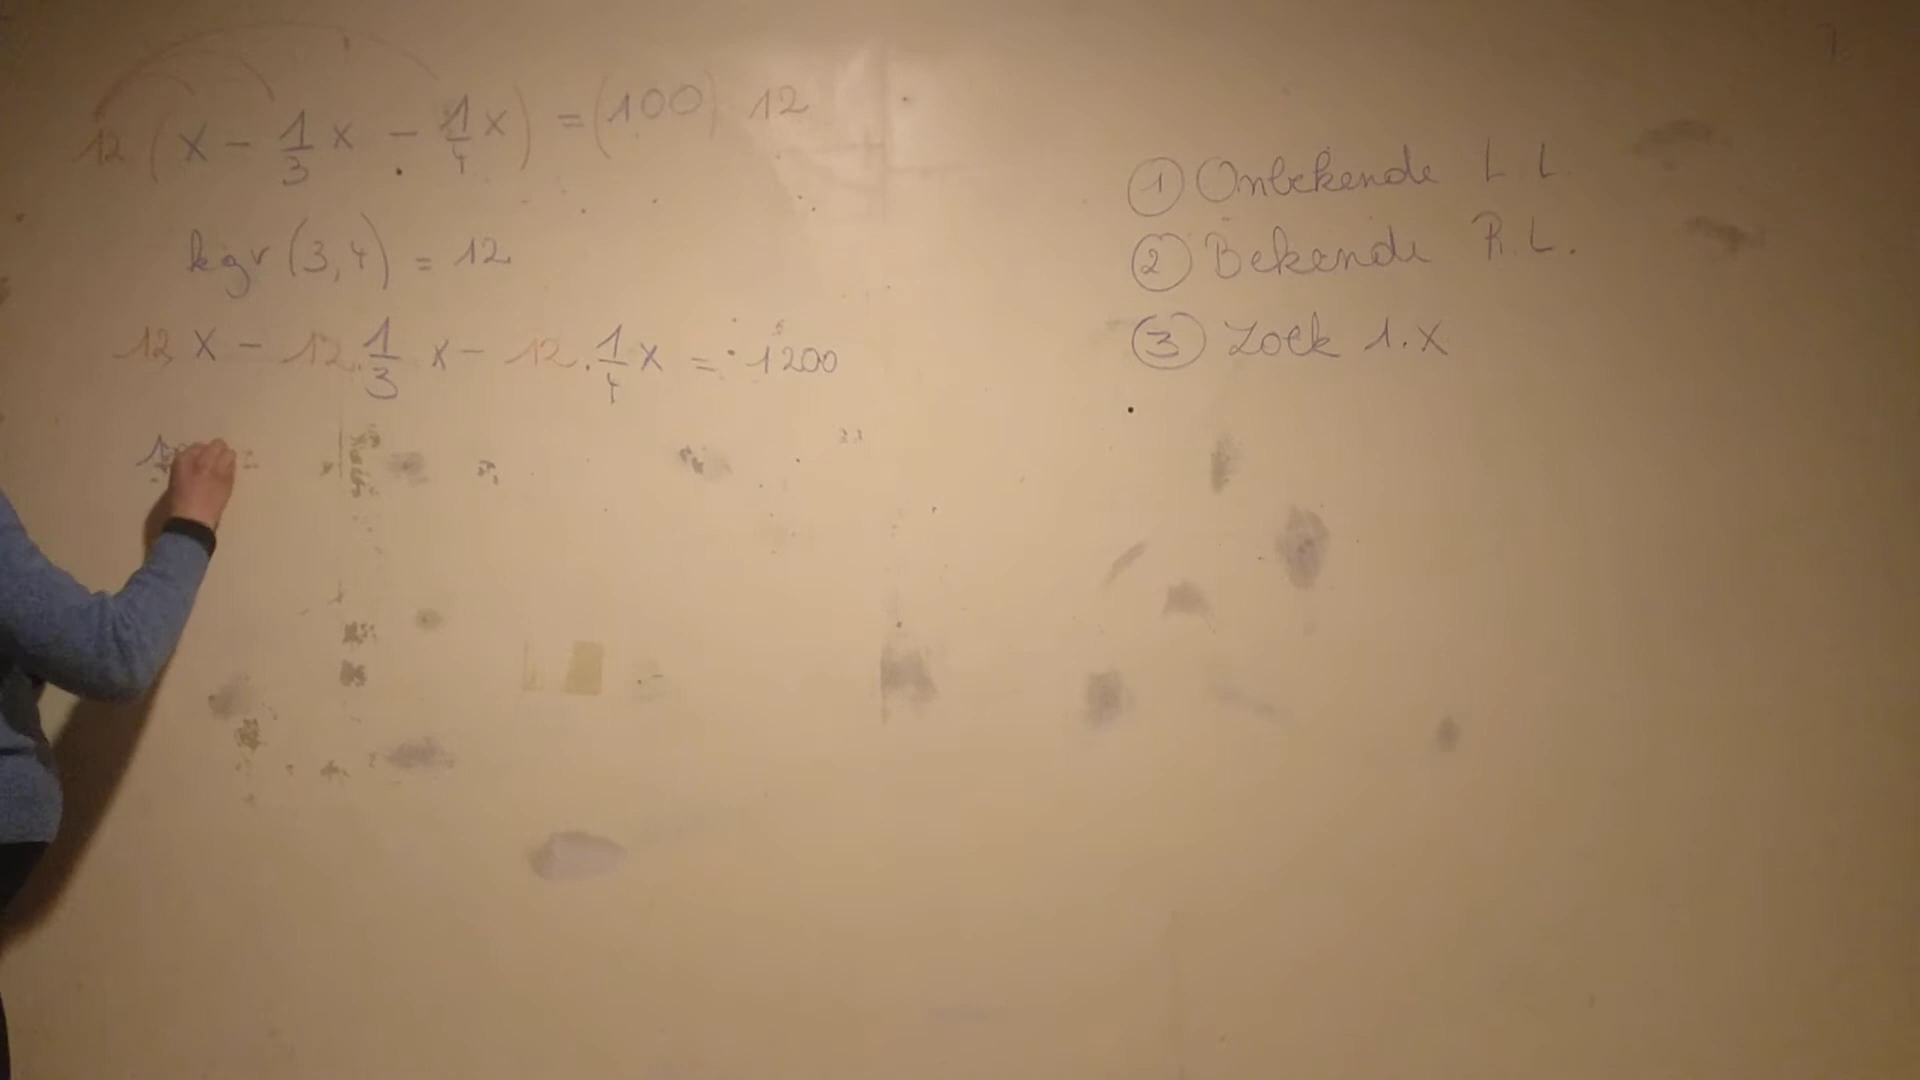 12 (x - 1/3 x - 1/4 x) = (100) 12
kgv (3,4) = 12
12 x - 12 . 1/3 x - 12 . 1/4 x = 1200
1
① Onbekende L.L.
② Bekende R.L.
③ Zoek 1.x